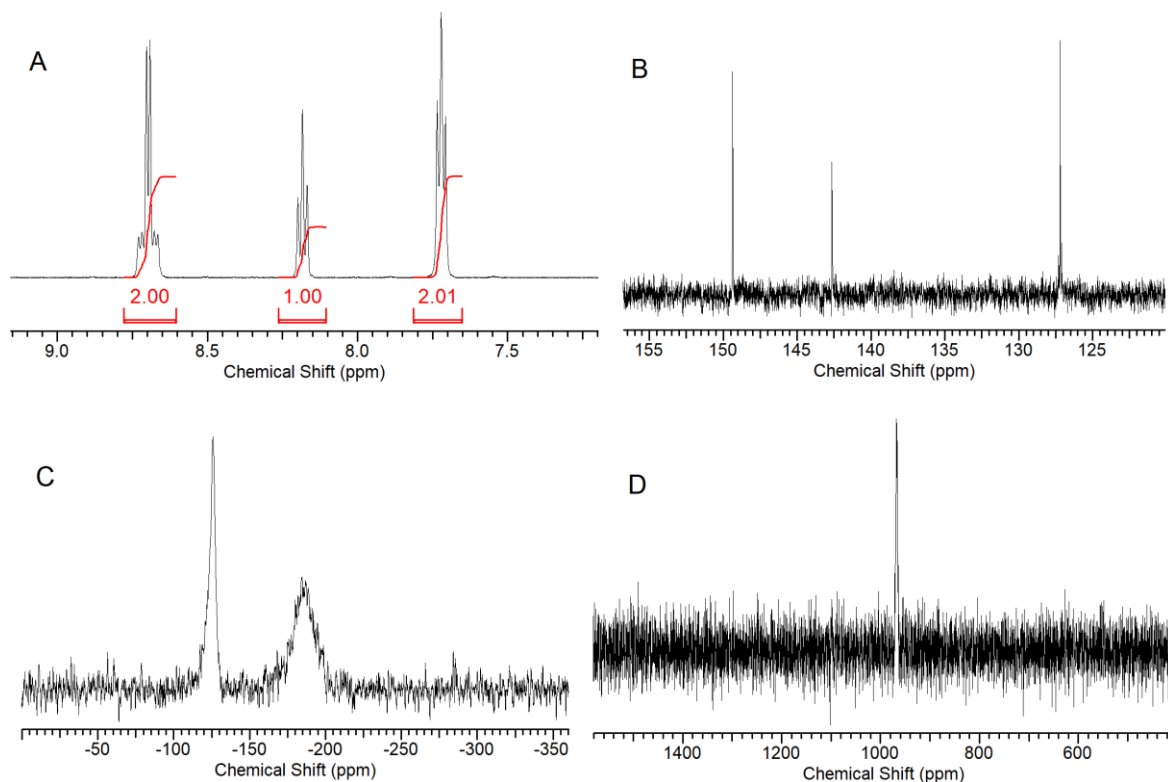 A
2.00
1.00
2.01
9.0 8.5 8.0 7.5
Chemical Shift (ppm)
B
155 150 145 140 135 130 125
Chemical Shift (ppm)
C
-50 -100 -150 -200 -250 -300 -350
Chemical Shift (ppm)
D
1400 1200 1000 800 600
Chemical Shift (ppm)